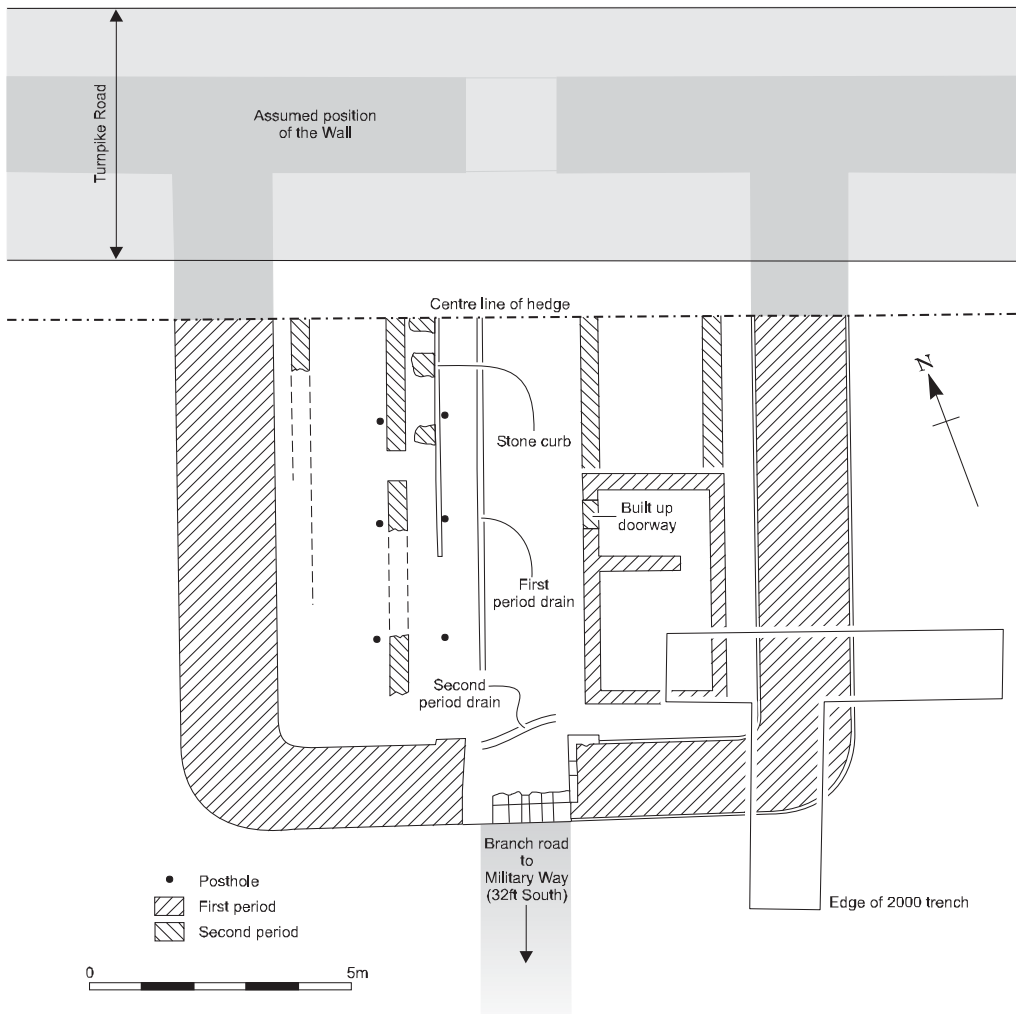 Turnpike Road
Assumed position
of the Wall
Centre line of hedge
N
Stone curb
Built up
doorway
First
period drain
Second
period drain
Branch road
to
Military Way
(32ft South)
Edge of 2000 trench
Posthole
First period
Second period
0
5m